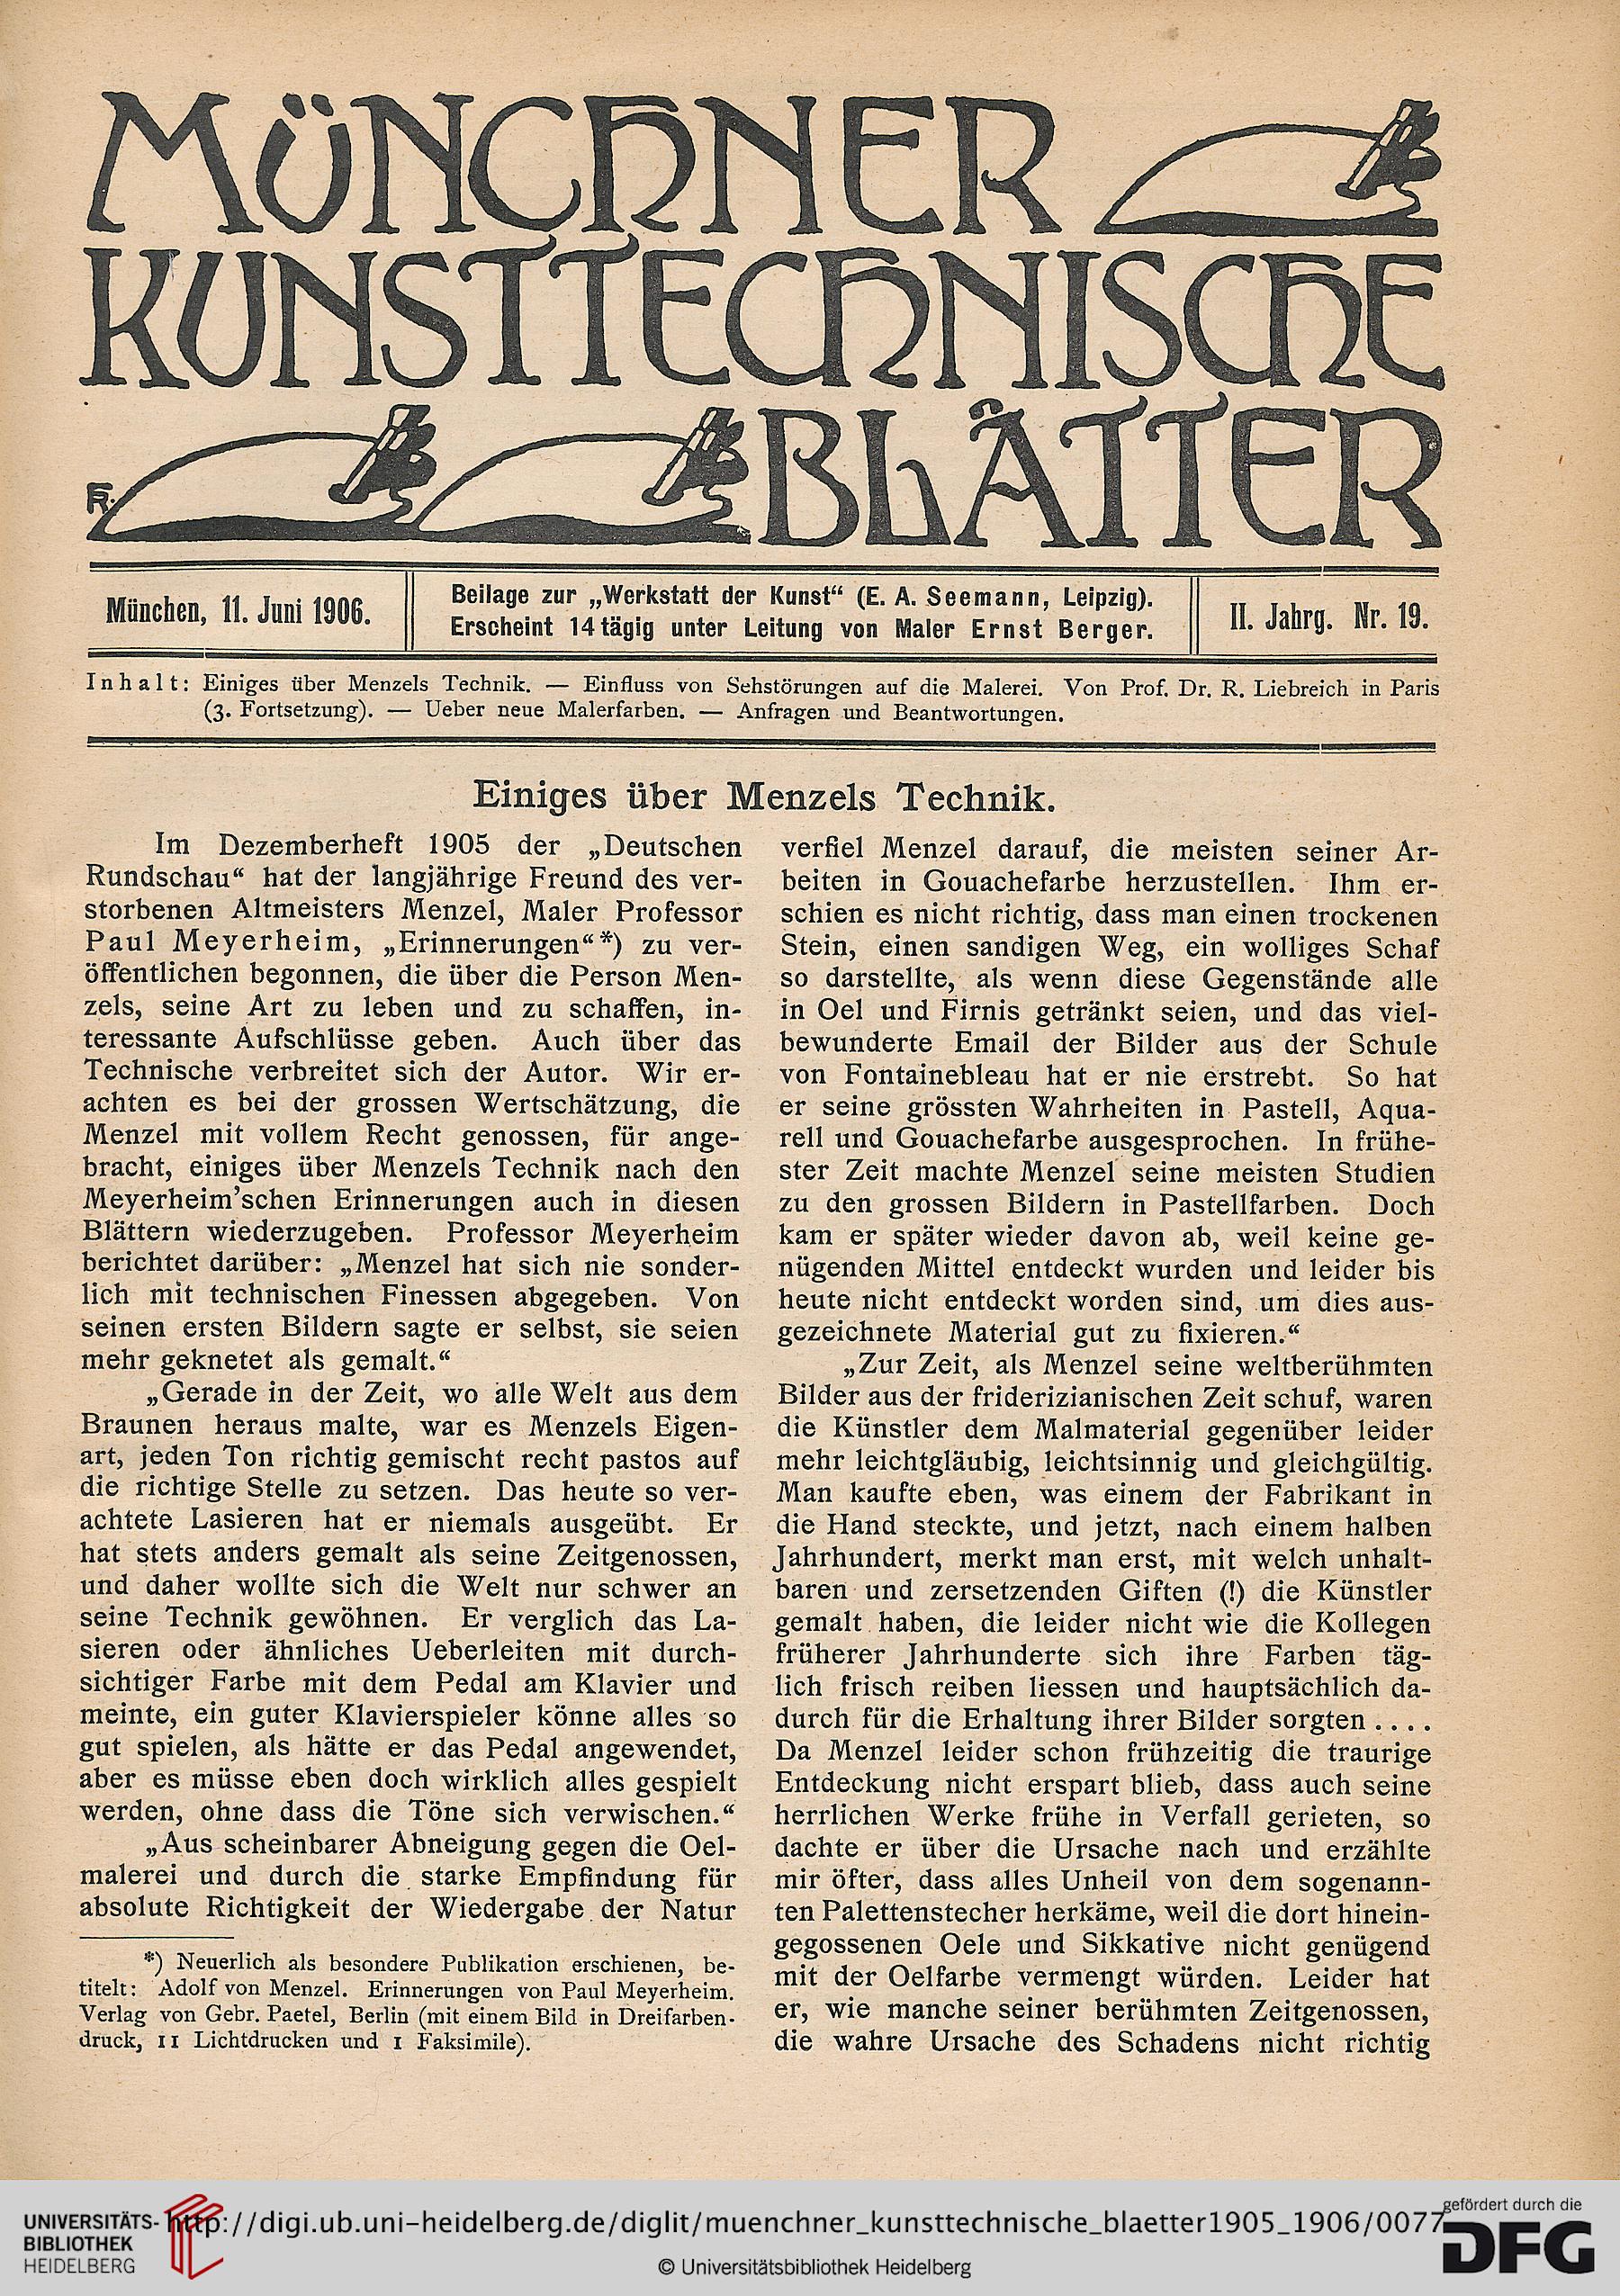 MÜNCHNER
KUNSTTECHNISCHE
BLÄTTER
FR.
München, 11. Juni 1906.
Beilage zur „Werkstatt der Kunst“ (E. A. Seemann, Leipzig).
Erscheint 14tägig unter Leitung von Maler Ernst Berger.
II. Jahrg. Nr. 19.
Inhalt: Einiges über Menzels Technik. — Einfluss von Sehstörungen auf die Malerei. Von Prof. Dr. R. Liebreich in Paris
(3. Fortsetzung). — Ueber neue Malerfarben. — Anfragen und Beantwortungen.
Einiges über Menzels Technik.
Im Dezemberheft 1905 der „Deutschen
Rundschau“ hat der langjährige Freund des ver-
storbenen Altmeisters Menzel, Maler Professor
Paul Meyerheim, „Erinnerungen“*) zu ver-
öffentlichen begonnen, die über die Person Men-
zels, seine Art zu leben und zu schaffen, in-
teressante Aufschlüsse geben. Auch über das
Technische verbreitet sich der Autor. Wir er-
achten es bei der grossen Wertschätzung, die
Menzel mit vollem Recht genossen, für ange-
bracht, einiges über Menzels Technik nach den
Meyerheim'schen Erinnerungen auch in diesen
Blättern wiederzugeben. Professor Meyerheim
berichtet darüber: „Menzel hat sich nie sonder-
lich mit technischen Finessen abgegeben. Von
seinen ersten Bildern sagte er selbst, sie seien
mehr geknetet als gemalt.“
„Gerade in der Zeit, wo alle Welt aus dem
Braunen heraus malte, war es Menzels Eigen-
art, jeden Ton richtig gemischt recht pastos auf
die richtige Stelle zu setzen. Das heute so ver-
achtete Lasieren hat er niemals ausgeübt. Er
hat stets anders gemalt als seine Zeitgenossen,
und daher wollte sich die Welt nur schwer an
seine Technik gewöhnen. Er verglich das La-
sieren oder ähnliches Ueberleiten mit durch-
sichtiger Farbe mit dem Pedal am Klavier und
meinte, ein guter Klavierspieler könne alles so
gut spielen, als hätte er das Pedal angewendet,
aber es müsse eben doch wirklich alles gespielt
werden, ohne dass die Töne sich verwischen.“
„Aus scheinbarer Abneigung gegen die Oel-
malerei und durch die starke Empfindung für
absolute Richtigkeit der Wiedergabe der Natur
*) Neuerlich als besondere Publikation erschienen, be-
titelt: Adolf von Menzel. Erinnerungen von Paul Meyerheim.
Verlag von Gebr. Paetel, Berlin (mit einem Bild in Dreifarben-
druck, 11 Lichtdrucken und 1 Faksimile).
verfiel Menzel darauf, die meisten seiner Ar-
beiten in Gouachefarbe herzustellen. Ihm er-
schien es nicht richtig, dass man einen trockenen
Stein, einen sandigen Weg, ein wolliges Schaf
so darstellte, als wenn diese Gegenstände alle
in Oel und Firnis getränkt seien, und das viel-
bewunderte Email der Bilder aus der Schule
von Fontainebleau hat er nie erstrebt. So hat
er seine grössten Wahrheiten in Pastell, Aqua-
rell und Gouachefarbe ausgesprochen. In frühe-
ster Zeit machte Menzel seine meisten Studien
zu den grossen Bildern in Pastellfarben. Doch
kam er später wieder davon ab, weil keine ge-
nügenden Mittel entdeckt wurden und leider bis
heute nicht entdeckt worden sind, um dies aus-
gezeichnete Material gut zu fixieren.“
„Zur Zeit, als Menzel seine weltberühmten
Bilder aus der friderizianischen Zeit schuf, waren
die Künstler dem Malmaterial gegenüber leider
mehr leichtgläubig, leichtsinnig und gleichgültig.
Man kaufte eben, was einem der Fabrikant in
die Hand steckte, und jetzt, nach einem halben
Jahrhundert, merkt man erst, mit welch unhalt-
baren und zersetzenden Giften (!) die Künstler
gemalt haben, die leider nicht wie die Kollegen
früherer Jahrhunderte sich ihre Farben täg-
lich frisch reiben liessen und hauptsächlich da-
durch für die Erhaltung ihrer Bilder sorgten ....
Da Menzel leider schon frühzeitig die traurige
Entdeckung nicht erspart blieb, dass auch seine
herrlichen Werke frühe in Verfall gerieten, so
dachte er über die Ursache nach und erzählte
mir öfter, dass alles Unheil von dem sogenann-
ten Palettenstecher herkäme, weil die dort hinein-
gegossenen Oele und Sikkative nicht genügend
mit der Oelfarbe vermengt würden. Leider hat
er, wie manche seiner berühmten Zeitgenossen,
die wahre Ursache des Schadens nicht richtig
UNIVERSITÄTS-
BIBLIOTHEK
HEIDELBERG
http://digi.ub.uni-heidelberg.de/diglit/muenchner_kunsttechnische_blaetter1905_1906/0077
© Universitätsbibliothek Heidelberg
gefördert durch die
DFG